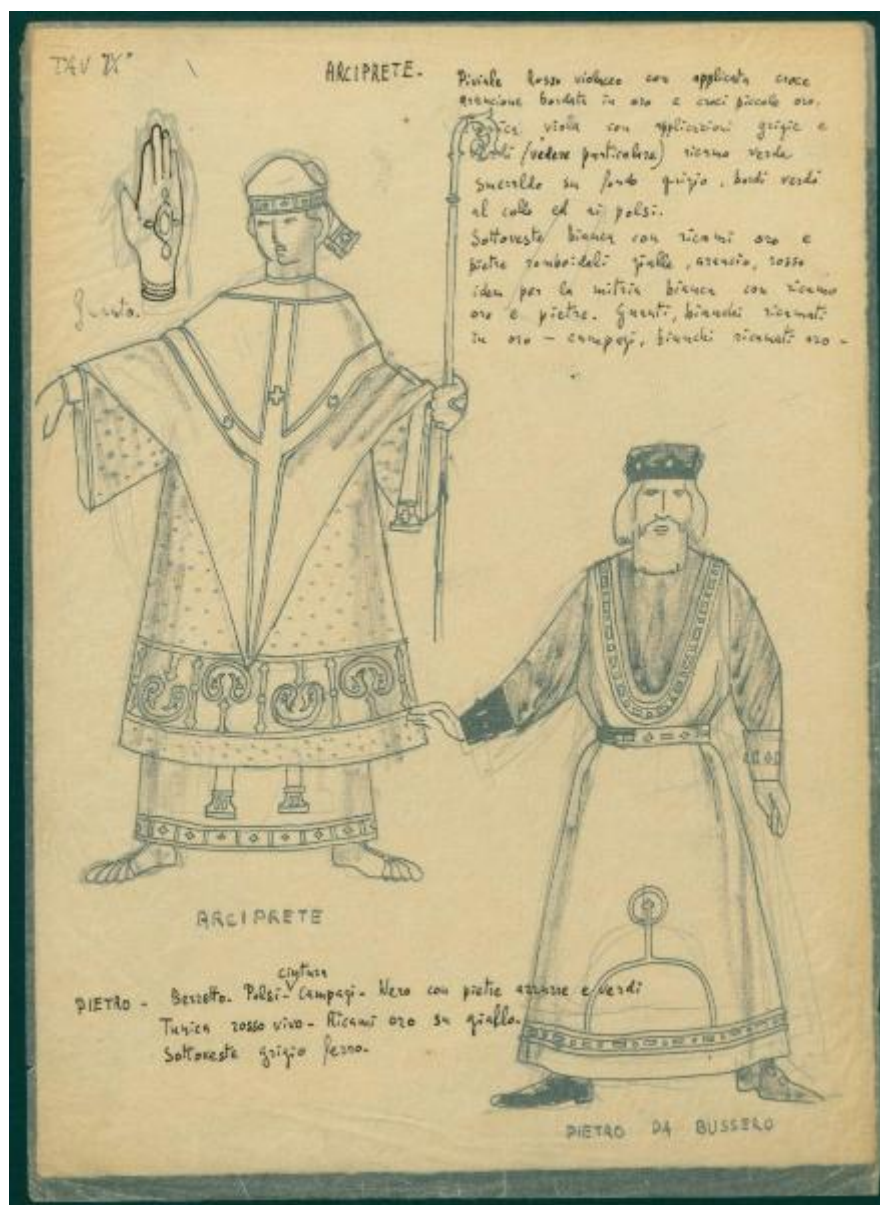 TAV IX°
ARCIPRETE.
Piviale Rosso violaceo con applicata croce
arancione bordata in oro e croci piccole oro.
Tunica viola con applicazioni grigie e
verdi (vedere particolare) ricamo verde
smeraldo su fondo grigio, bordi verdi
al collo ed ai polsi.
Sottoveste bianca con ricami oro e
pietre romboidali gialle, arancio, rosso
idem per la mitria bianca con ricamo
oro e pietre. Guanti, bianchi ricamati
in oro - campagi, bianchi ricamati oro -
Guanto.
ARCIPRETE
cintura
PIETRO - Berretto. Polsi - Campagi - Nero con pietre azzurre e verdi
Tunica rosso vivo - Ricami oro su giallo.
Sottoveste grigio ferro.
PIETRO DA BUSSERO